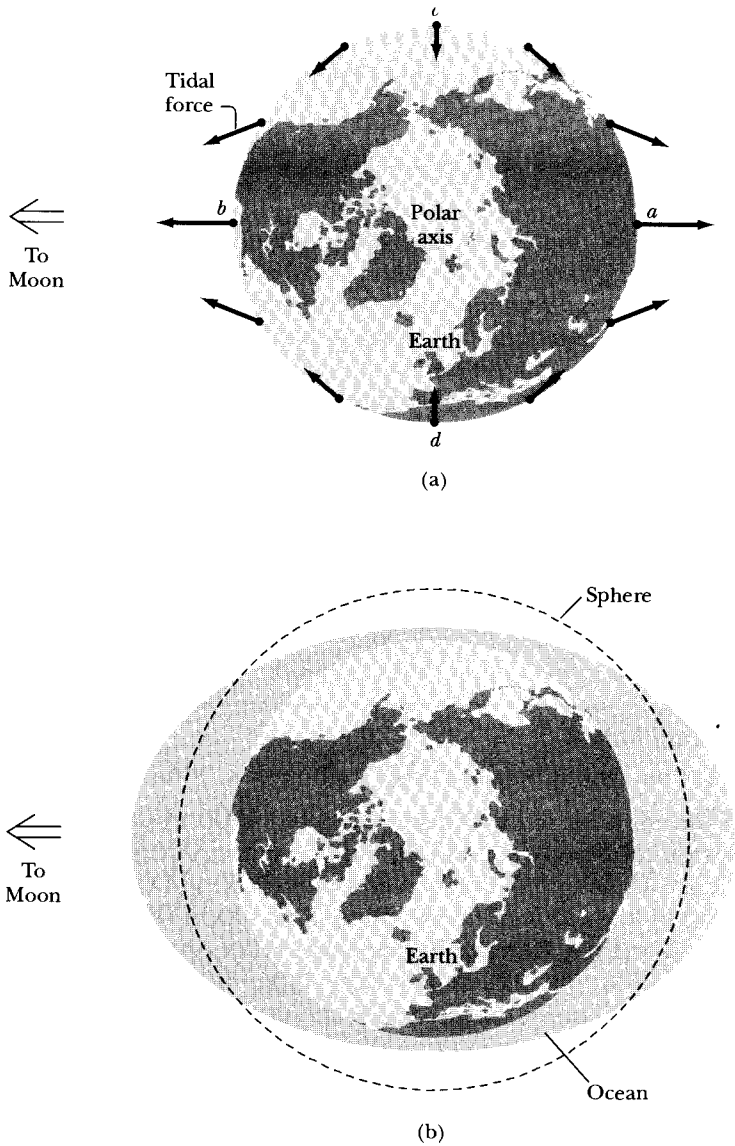 Tidal
force
b
a
To
Moon
Polar
axis
Earth
d
(a)
Sphere
To
Moon
Earth
Ocean
(b)